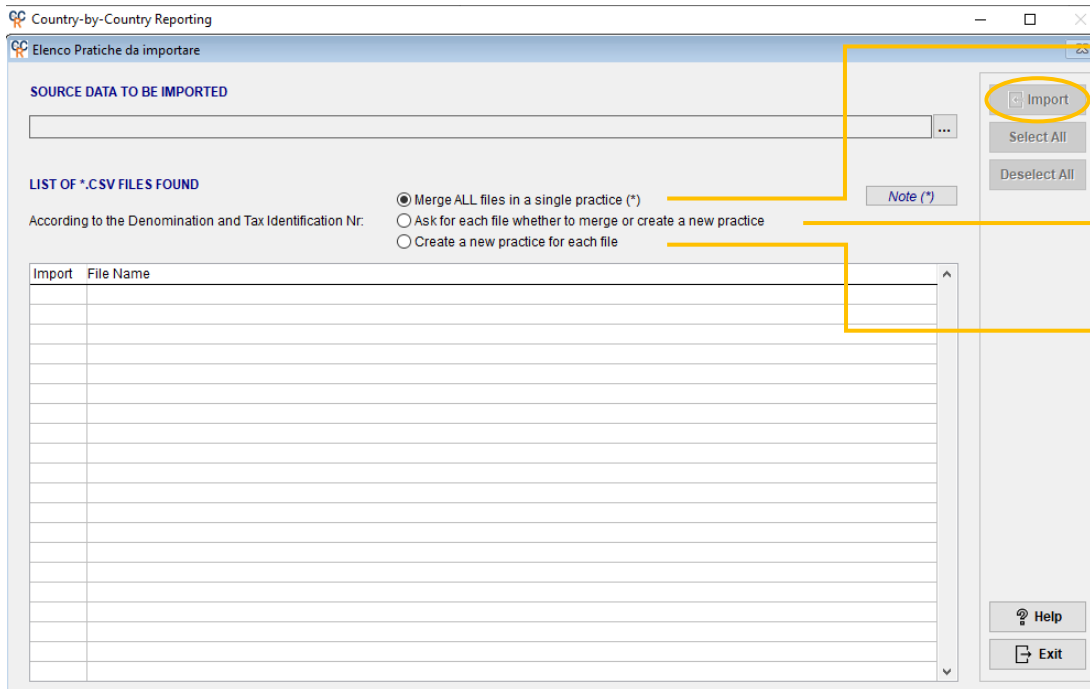 Country-by-Country Reporting
Elenco Pratiche da importare
SOURCE DATA TO BE IMPORTED
...
Import
Select All
Deselect All
LIST OF *.CSV FILES FOUND
Merge ALL files in a single practice (*)
Note (*)
According to the Denomination and Tax Identification Nr:
Ask for each file whether to merge or create a new practice
Create a new practice for each file
Import File Name
Help
Exit